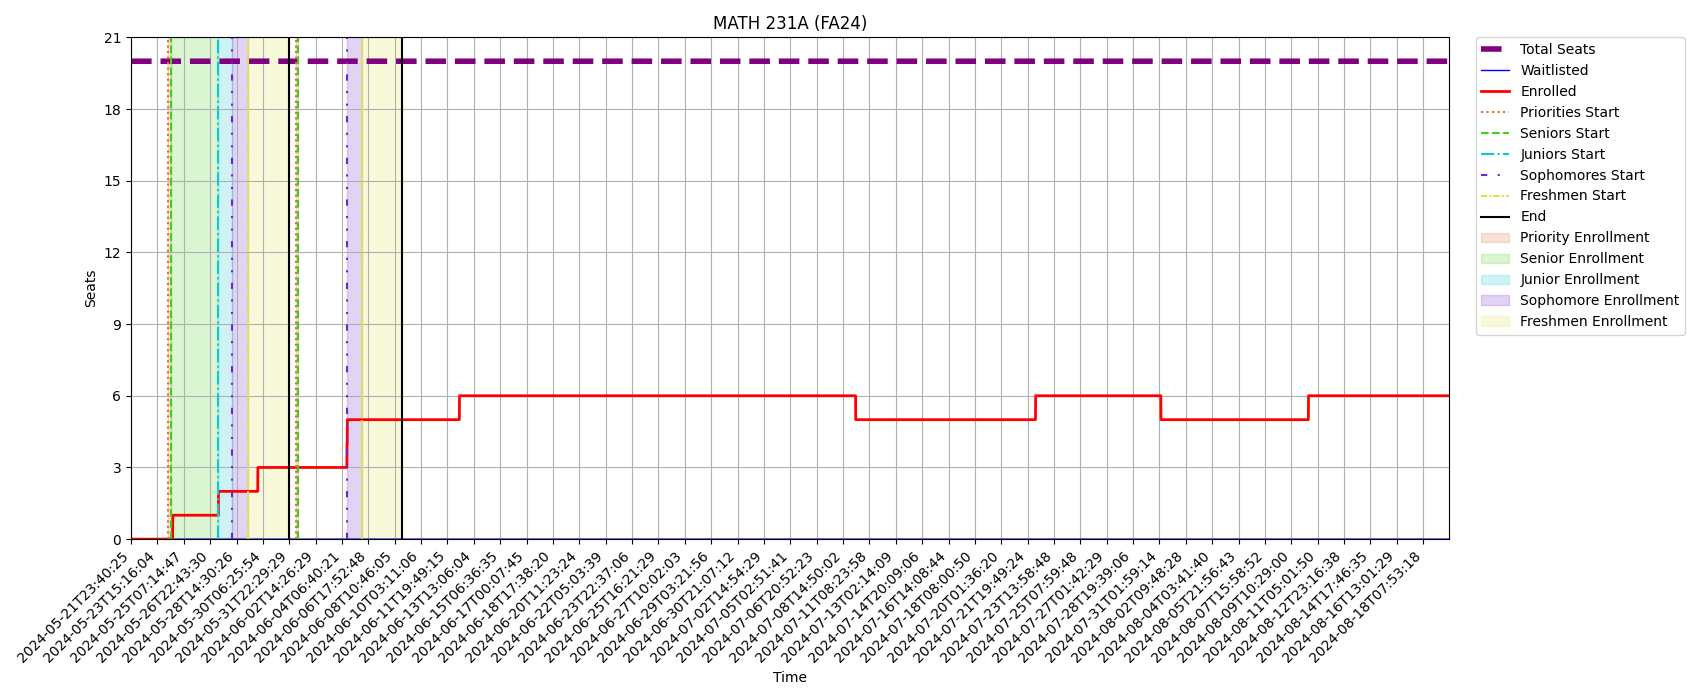 MATH 231A (FA24)
Seats
21
18
15
12
9
6
3
0
2024-05-21T23:40:25
2024-05-23T15:16:04
2024-05-25T07:14:47
2024-05-26T22:43:30
2024-05-28T14:30:26
2024-05-30T06:25:54
2024-05-31T22:29:29
2024-06-02T14:26:29
2024-06-04T06:40:21
2024-06-06T17:52:48
2024-06-08T10:46:05
2024-06-10T03:11:06
2024-06-11T19:49:15
2024-06-13T13:06:04
2024-06-15T06:36:35
2024-06-17T00:07:45
2024-06-18T17:38:20
2024-06-20T11:23:24
2024-06-22T05:03:39
2024-06-23T22:37:06
2024-06-25T16:21:29
2024-06-27T10:02:03
2024-06-29T03:21:56
2024-06-30T21:07:12
2024-07-02T14:54:29
2024-07-05T02:51:41
2024-07-06T20:52:23
2024-07-08T14:50:02
2024-07-11T08:23:58
2024-07-13T02:14:09
2024-07-14T20:09:06
2024-07-16T14:08:44
2024-07-18T08:00:50
2024-07-20T01:36:20
2024-07-21T19:49:24
2024-07-23T13:58:48
2024-07-25T07:59:48
2024-07-27T01:42:29
2024-07-28T19:39:06
2024-07-31T01:59:14
2024-08-02T09:48:28
2024-08-04T03:41:40
2024-08-05T21:56:43
2024-08-07T15:58:52
2024-08-09T10:29:00
2024-08-11T05:01:50
2024-08-12T23:16:38
2024-08-14T17:46:35
2024-08-16T13:01:29
2024-08-18T07:53:18
Time
Total Seats
Waitlisted
Enrolled
Priorities Start
Seniors Start
Juniors Start
Sophomores Start
Freshmen Start
End
Priority Enrollment
Senior Enrollment
Junior Enrollment
Sophomore Enrollment
Freshmen Enrollment